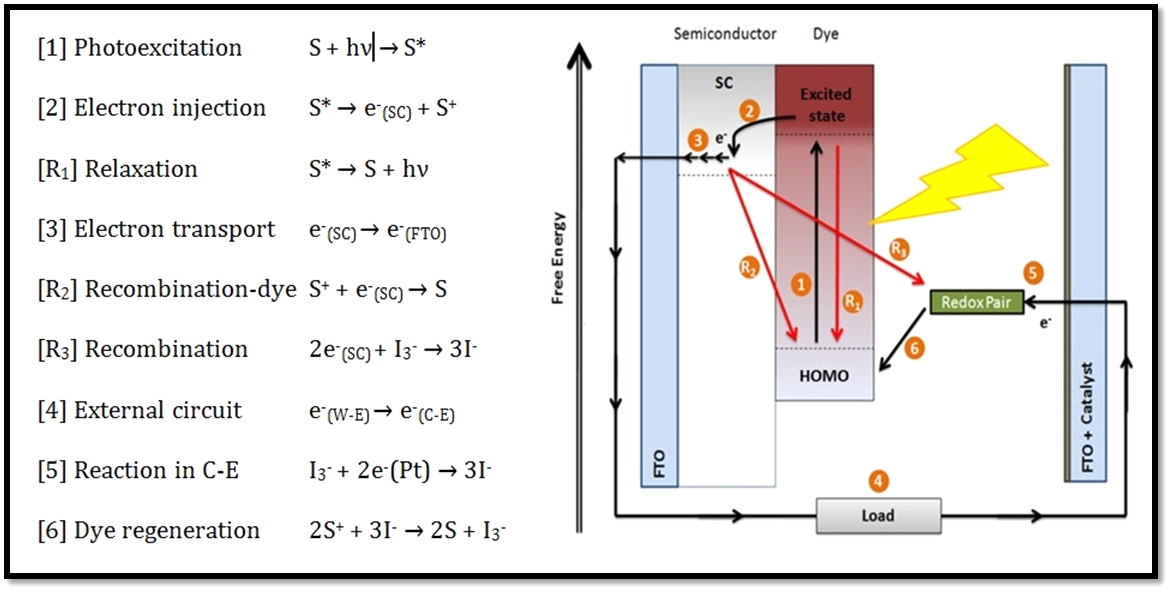 [1] Photoexcitation S + hν → S*
[2] Electron injection S* → e⁻(SC) + S⁺
[R₁] Relaxation S* → S + hν
[3] Electron transport e⁻(SC) → e⁻(FTO)
[R₂] Recombination-dye S⁺ + e⁻(SC) → S
[R₃] Recombination 2e⁻(SC) + I₃⁻ → 3I⁻
[4] External circuit e⁻(W-E) → e⁻(C-E)
[5] Reaction in C-E I₃⁻ + 2e⁻(Pt) → 3I⁻
[6] Dye regeneration 2S⁺ + 3I⁻ → 2S + I₃⁻
Free Energy
Semiconductor Dye
SC
Excited
state
2
3
e⁻
R₂
1
R₁
R₃
5
Redox Pair
e⁻
6
HOMO
FTO
FTO + Catalyst
4
Load